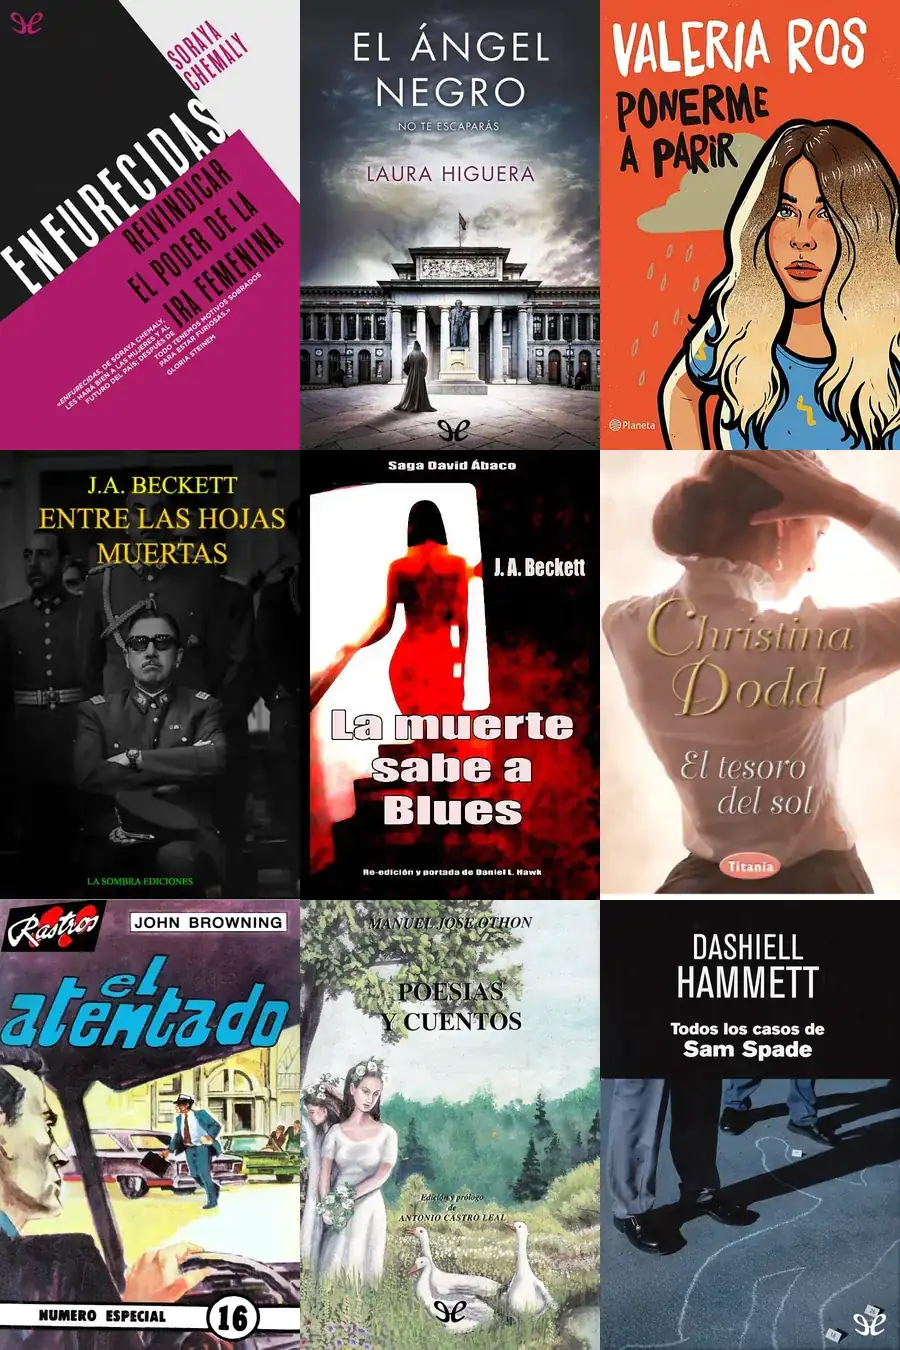 SORAYA
CHEMALY
ENFURECIDAS
REIVINDICAR
EL PODER DE LA
IRA FEMENINA
«ENFURECIDAS, DE SORAYA CHEMALY,
LES HARÁ BIEN A LAS MUJERES Y AL
FUTURO DEL PAÍS; DESPUÉS DE
TODO TENEMOS MOTIVOS SOBRADOS
PARA ESTAR FURIOSAS.»
GLORIA STEINEM
EL ÁNGEL
NEGRO
NO TE ESCAPARÁS
LAURA HIGUERA
VALERIA ROS
PONERME
A PARIR
Planeta
J.A. BECKETT
ENTRE LAS HOJAS
MUERTAS
LA SOMBRA EDICIONES
Saga David Ábaco
J. A. Beckett
La muerte
sabe a
Blues
Re-edición y portada de Daniel L. Hawk
Christina
Dodd
El tesoro
del sol
Titania
Rastros
JOHN BROWNING
el
atentado
NUMERO ESPECIAL
16
MANUEL JOSE OTHON
POESIAS
Y CUENTOS
Edición y prólogo
de
ANTONIO CASTRO LEAL
DASHIELL
HAMMETT
Todos los casos de
Sam Spade